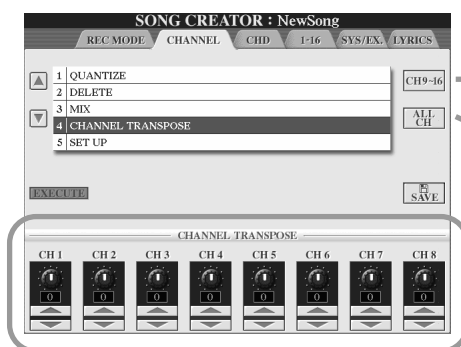 SONG CREATOR : NewSong
REC MODE CHANNEL CHD 1-16 SYS/EX. LYRICS
1 QUANTIZE
2 DELETE
3 MIX
4 CHANNEL TRANSPOSE
5 SET UP
CH9~16
ALL CH
EXECUTE
SAVE
CHANNEL TRANSPOSE
CH 1 CH 2 CH 3 CH 4 CH 5 CH 6 CH 7 CH 8
0 0 0 0 0 0 0 0